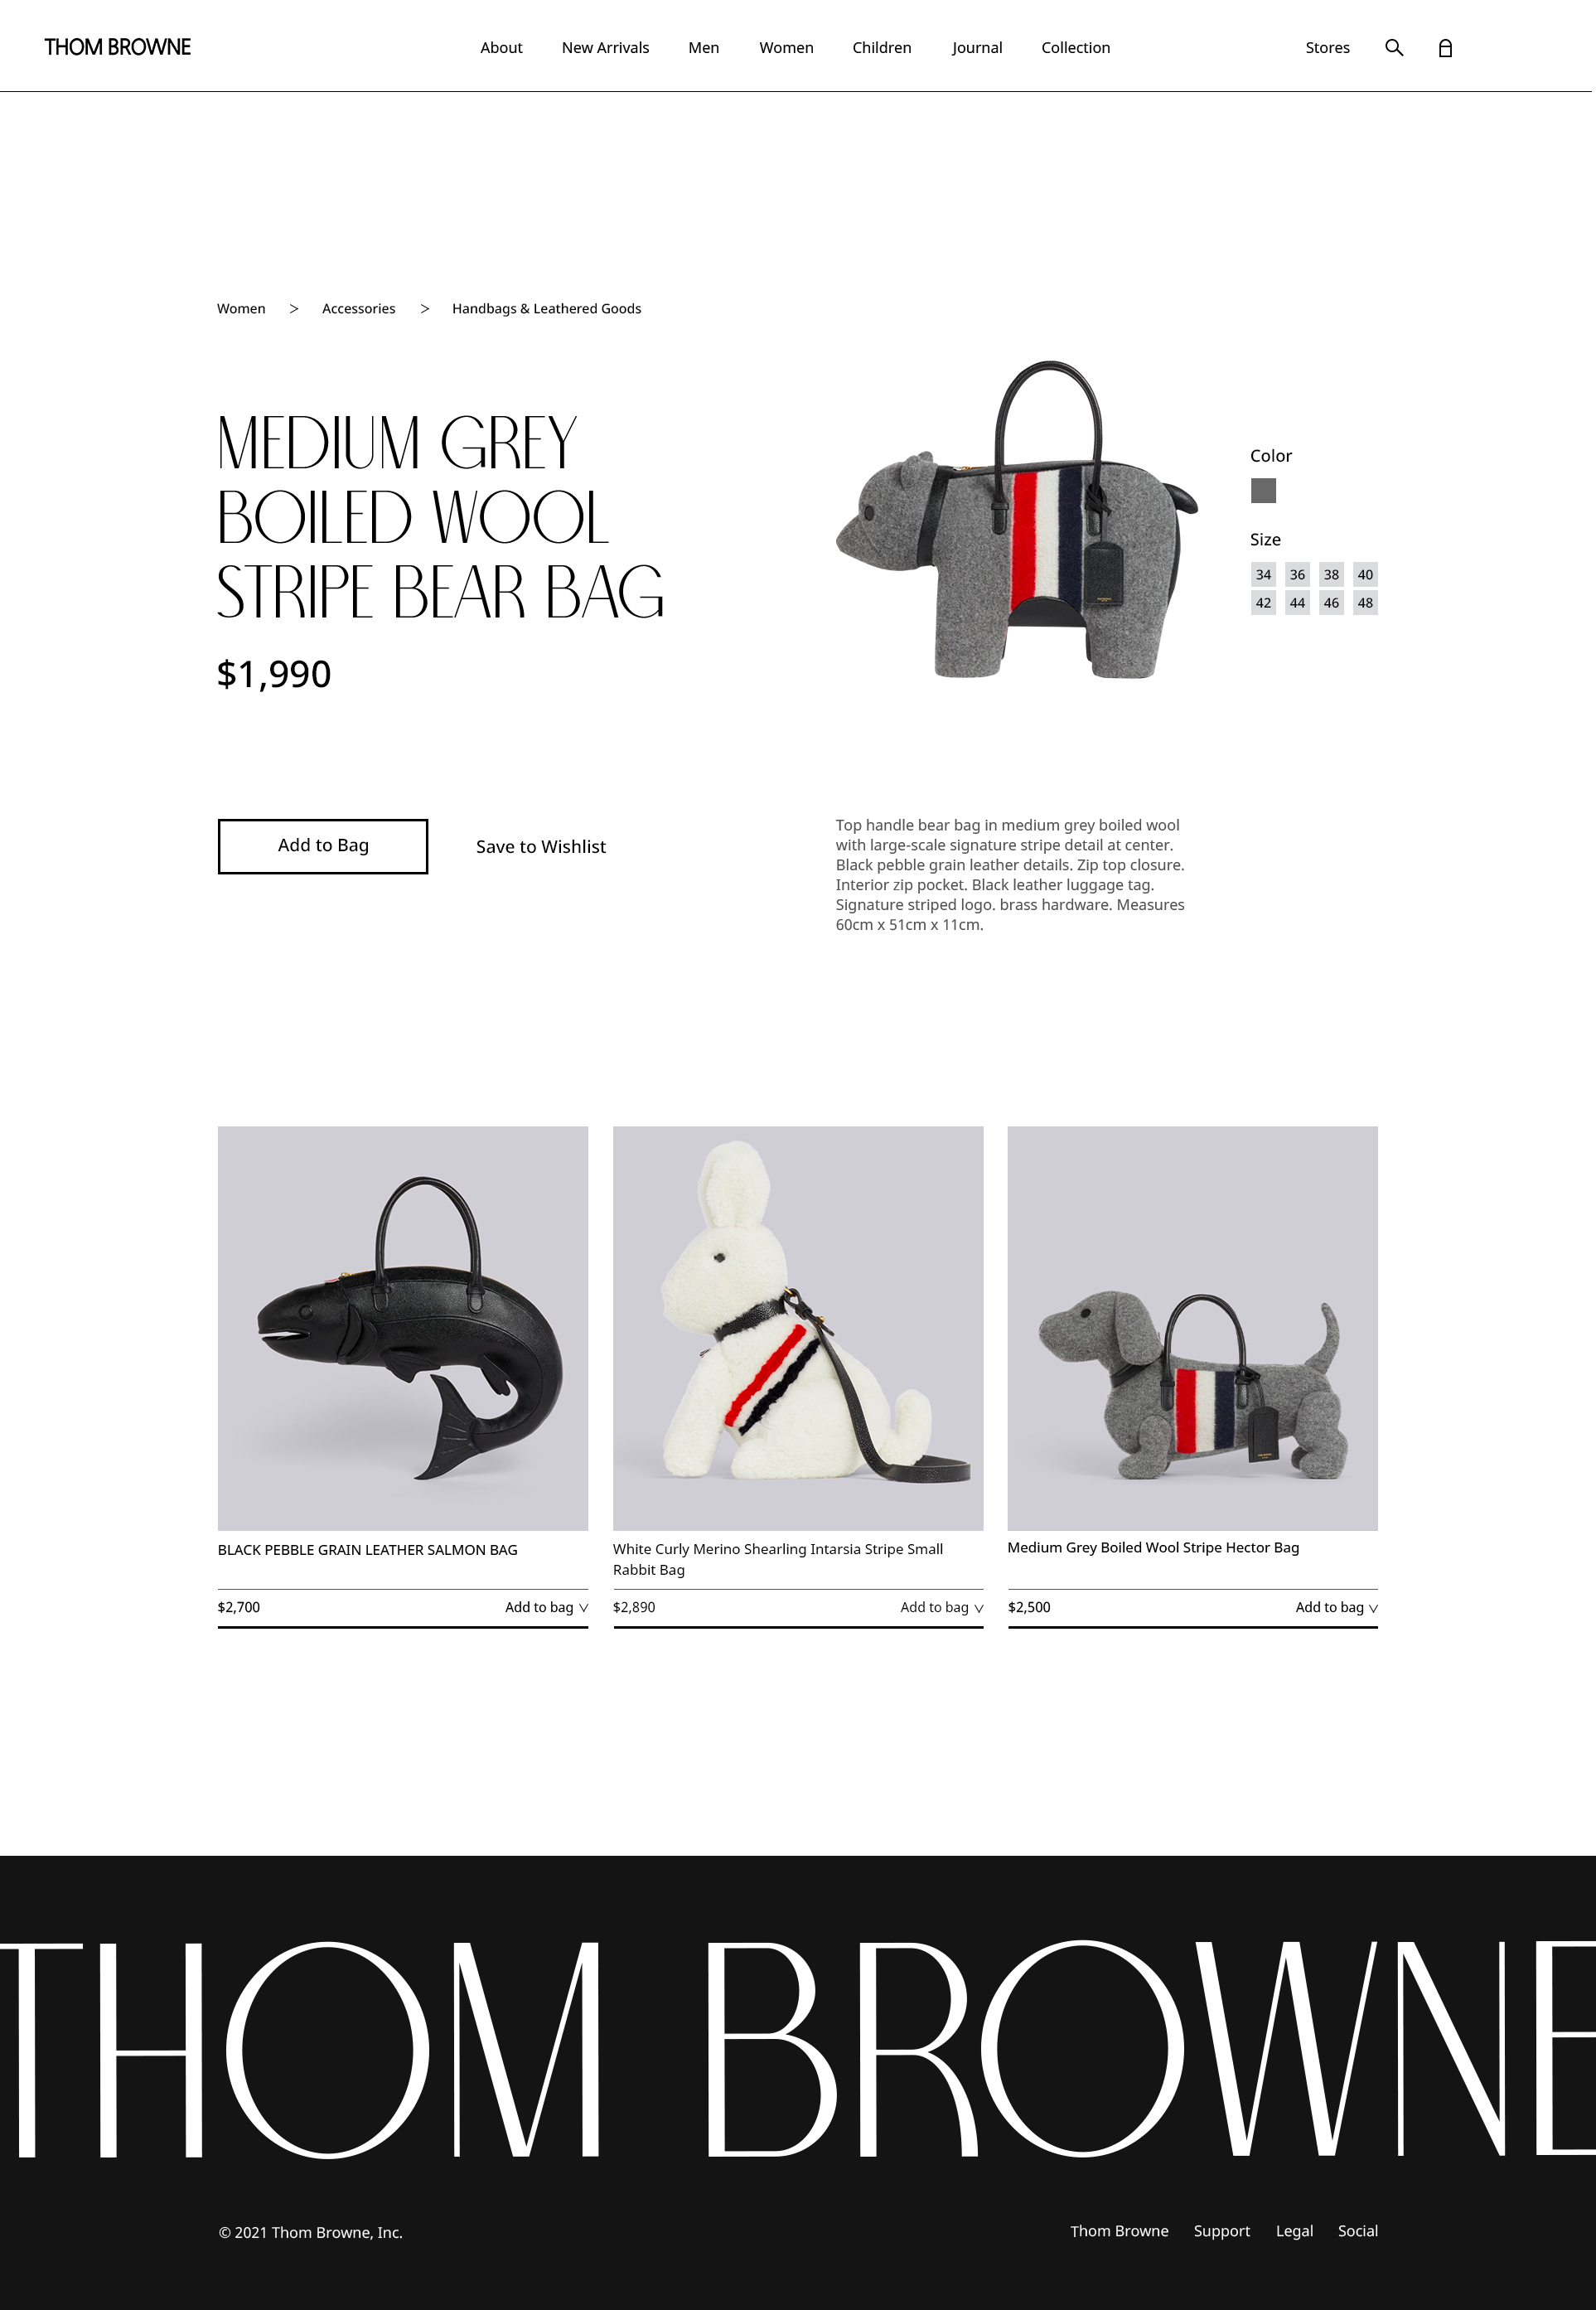 THOM BROWNE
About New Arrivals Men Women Children Journal Collection
Stores
Women > Accessories > Handbags & Leathered Goods
MEDIUM GREY
BOILED WOOL
STRIPE BEAR BAG
$1,990
Color
Size
34 36 38 40
42 44 46 48
Add to Bag
Save to Wishlist
Top handle bear bag in medium grey boiled wool
with large-scale signature stripe detail at center.
Black pebble grain leather details. Zip top closure.
Interior zip pocket. Black leather luggage tag.
Signature striped logo. brass hardware. Measures
60cm x 51cm x 11cm.
BLACK PEBBLE GRAIN LEATHER SALMON BAG
$2,700
Add to bag
White Curly Merino Shearling Intarsia Stripe Small
Rabbit Bag
$2,890
Add to bag
Medium Grey Boiled Wool Stripe Hector Bag
$2,500
Add to bag
THOM BROWNE
© 2021 Thom Browne, Inc.
Thom Browne Support Legal Social